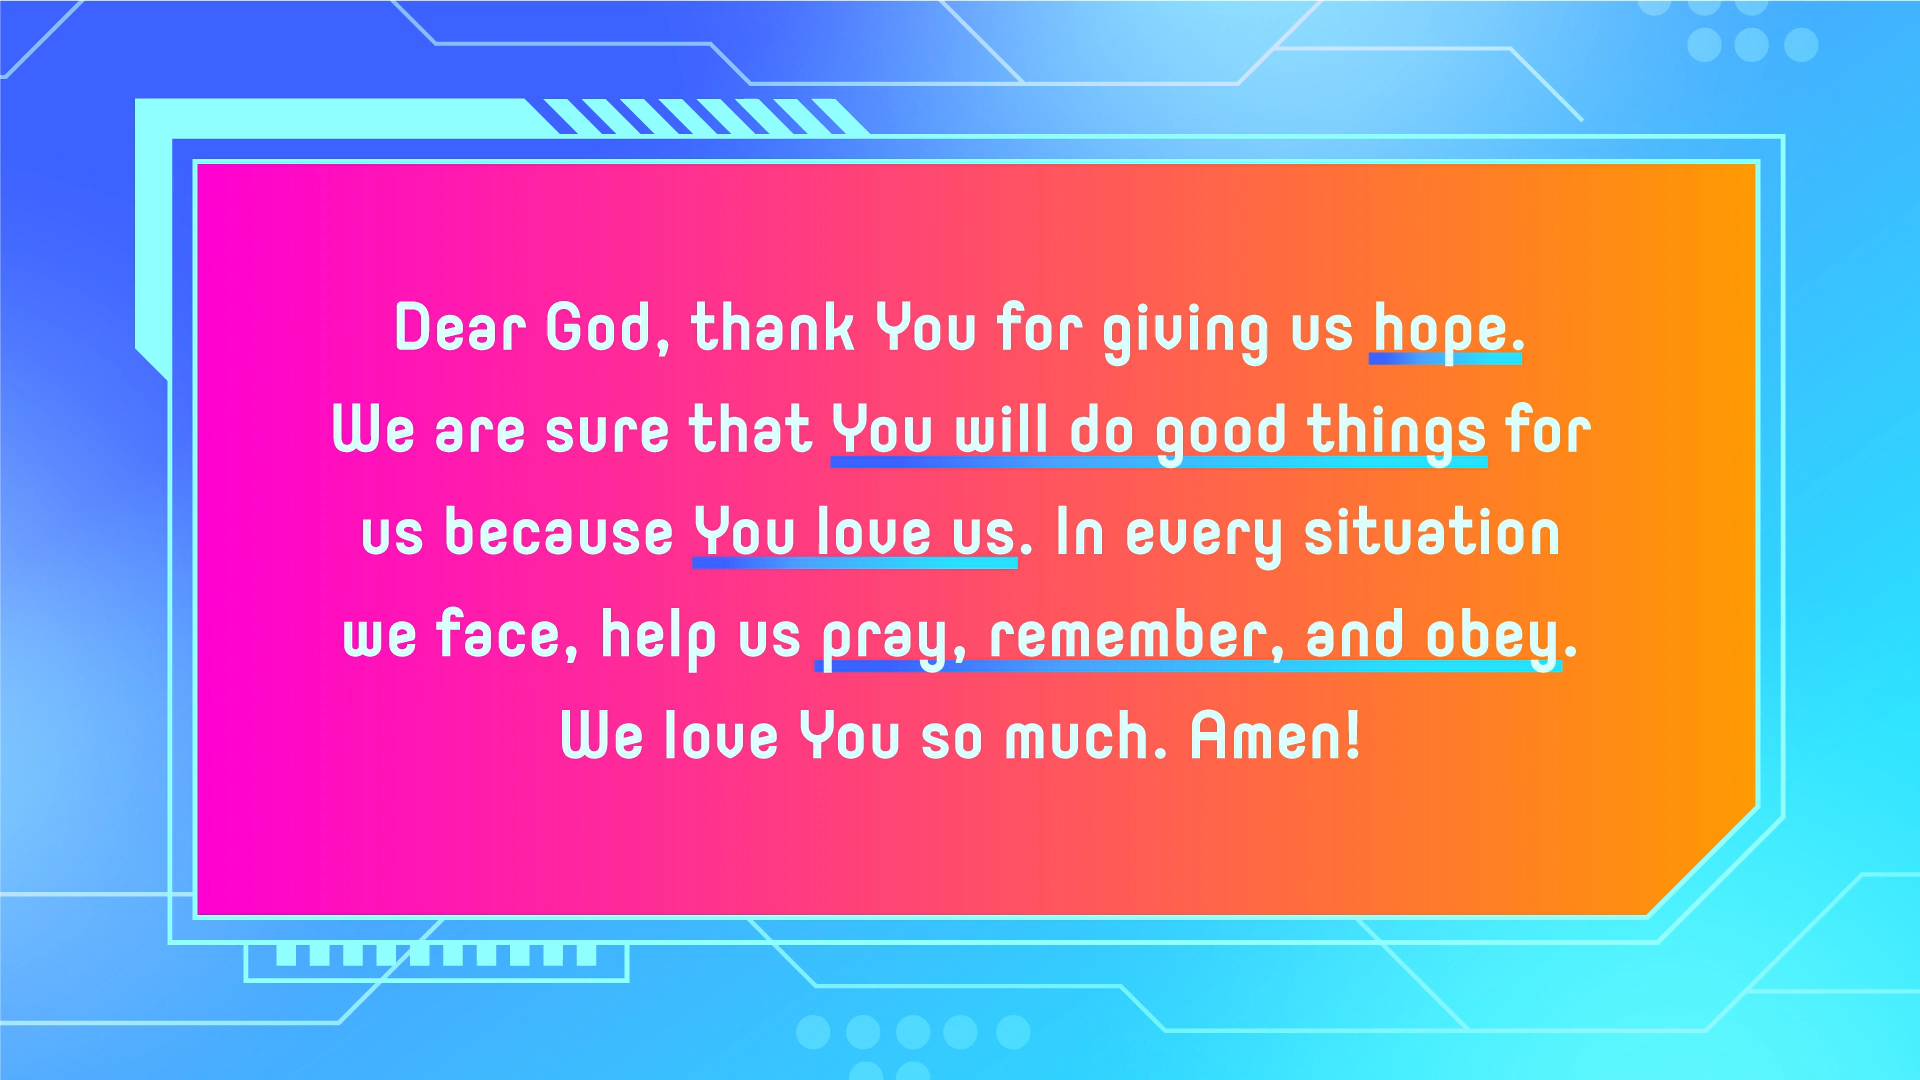 Dear God, thank You for giving us hope.
We are sure that You will do good things for
us because You love us. In every situation
we face, help us pray, remember, and obey.
We love You so much. Amen!